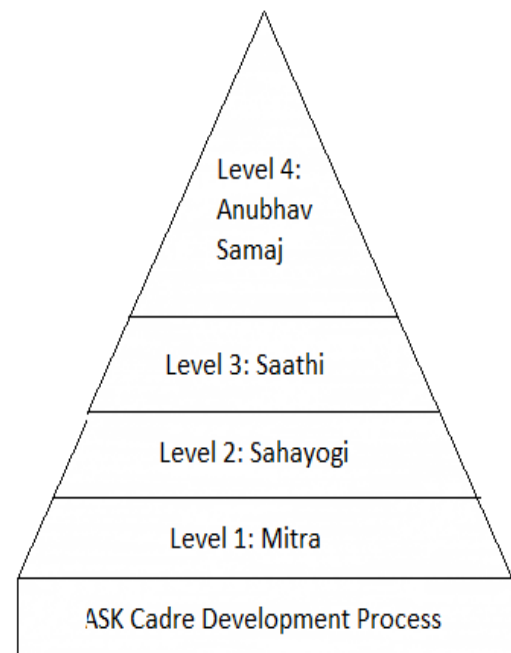 Level 4:
Anubhav
Samaj
Level 3: Saathi
Level 2: Sahayogi
Level 1: Mitra
ASK Cadre Development Process